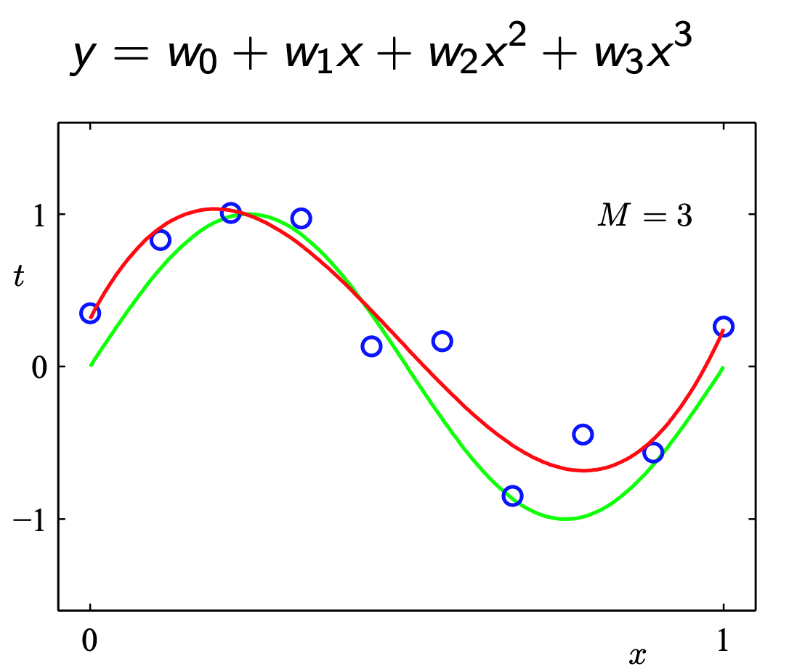 y = w₀ + w₁x + w₂x² + w₃x³
1
M = 3
t
0
−1
0
1
x